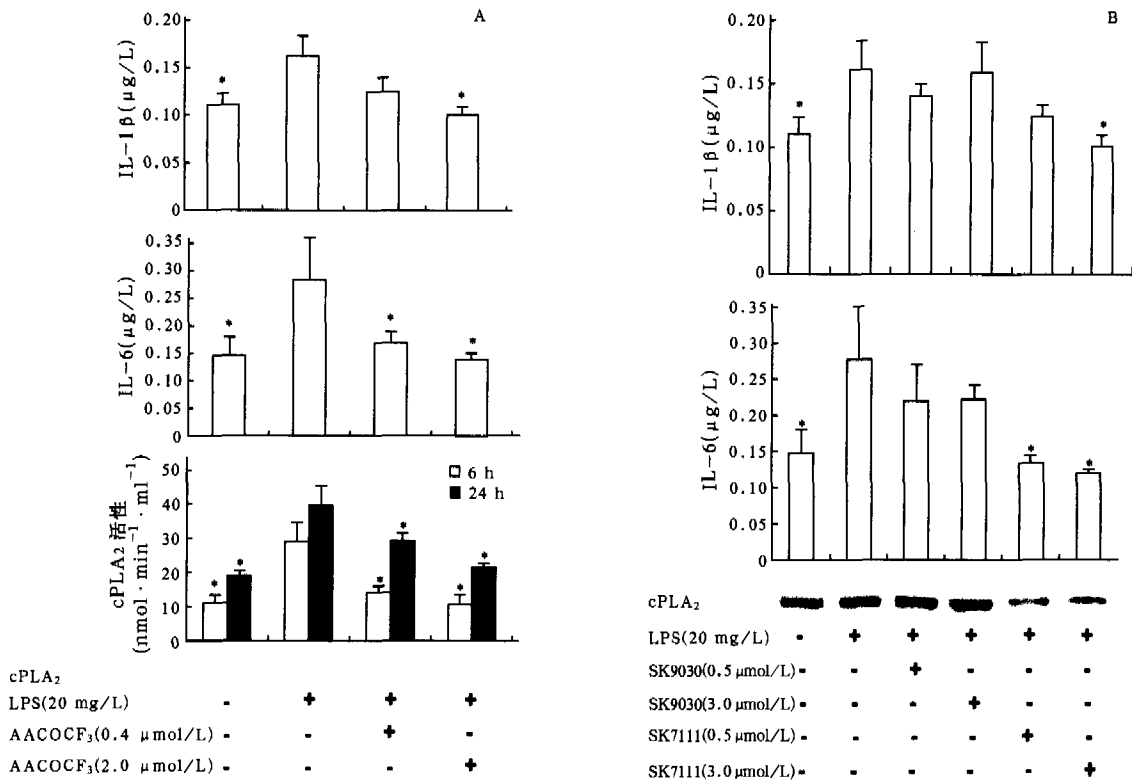 A
IL-1β(μg/L)
0.20
0.15
0.10
0.05
0
*
*
IL-6(μg/L)
0.35
0.30
0.25
0.20
0.15
0.10
0.05
0
*
*
*
cPLA₂活性
(nmol·min⁻¹·ml⁻¹)
50
40
30
20
10
0
6 h
24 h
* * * * * *
cPLA₂
LPS(20 mg/L) - + + +
AACOCF₃(0.4 μmol/L) - - + -
AACOCF₃(2.0 μmol/L) - - - +
B
IL-1β(μg/L)
0.20
0.15
0.10
0.05
0
*
*
IL-6(μg/L)
0.35
0.30
0.25
0.20
0.15
0.10
0.05
0
*
*
*
cPLA₂
LPS(20 mg/L) - + + + + +
SK9030(0.5 μmol/L) - - + - - -
SK9030(3.0 μmol/L) - - - + - -
SK7111(0.5 μmol/L) - - - - + -
SK7111(3.0 μmol/L) - - - - - +